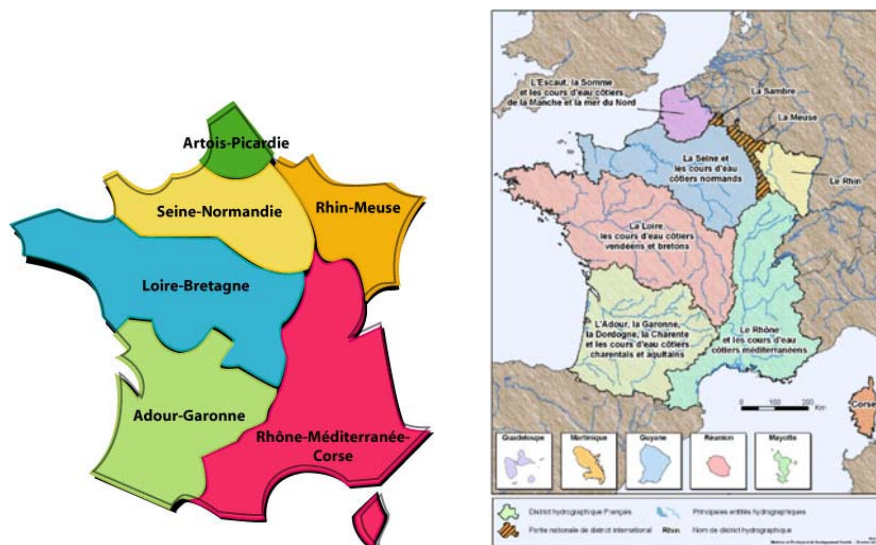 Artois-Picardie
Seine-Normandie
Rhin-Meuse
Loire-Bretagne
Adour-Garonne
Rhône-Méditerranée-
Corse
L'Escaut, la Somme
et les cours d'eau côtiers
de la Manche et la mer du Nord
La Sambre
La Meuse
La Seine et
les cours d'eau
côtiers normands
Le Rhin
La Loire,
les cours d'eau côtiers
vendéens et bretons
L'Adour, la Garonne,
la Dordogne, la Charente
et les cours d'eau côtiers
charentais et aquitains
Le Rhône
et les cours d'eau
côtiers méditerranéens
0 100 200
Km
Corse
Guadeloupe
Martinique
Guyane
Réunion
Mayotte
District hydrographique Français
Principales entités hydrographiques
Partie nationale de district international
Rhin
Nom de district hydrographique